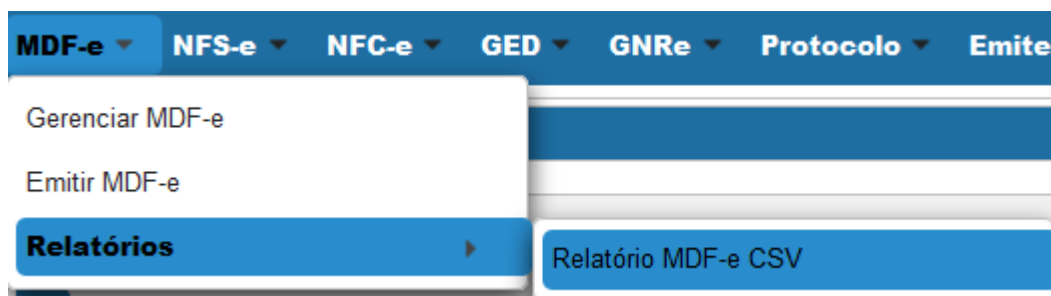 MDF-e NFS-e NFC-e GED GNRe Protocolo Emite
Gerenciar MDF-e
Emitir MDF-e
Relatórios
Relatório MDF-e CSV